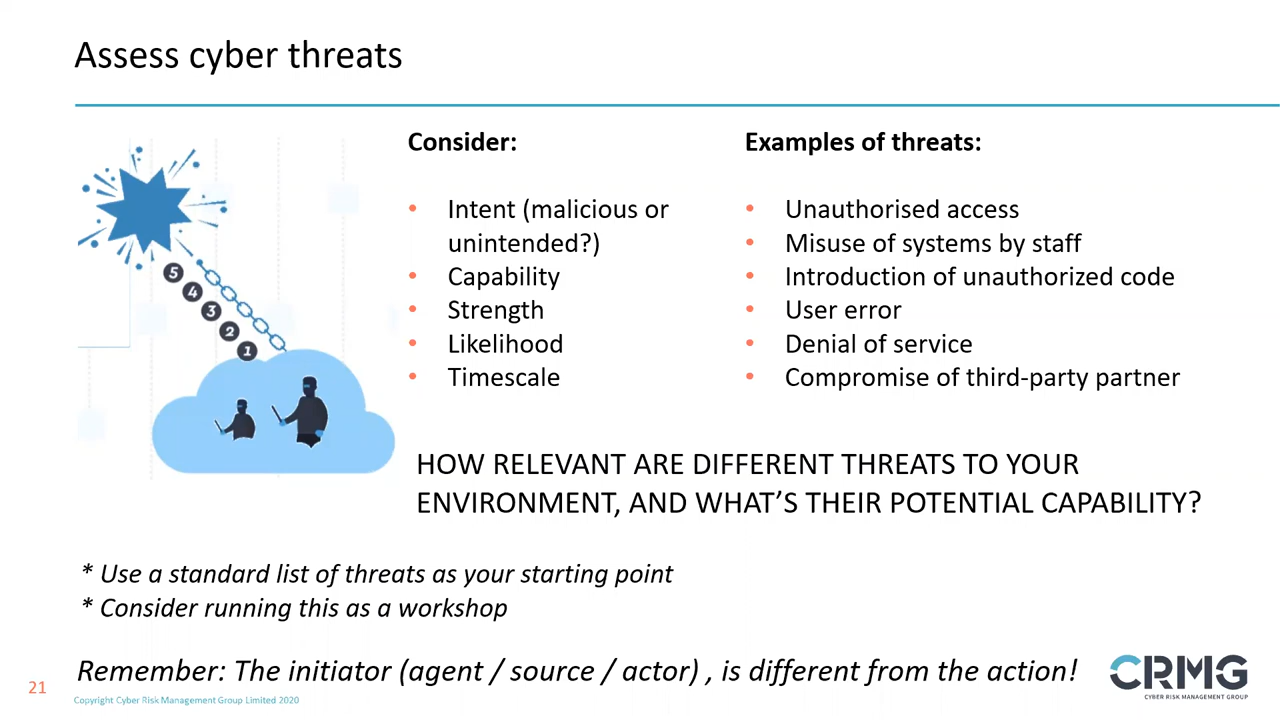 Assess cyber threats
Consider:
• Intent (malicious or
unintended?)
• Capability
• Strength
• Likelihood
• Timescale
Examples of threats:
• Unauthorised access
• Misuse of systems by staff
• Introduction of unauthorized code
• User error
• Denial of service
• Compromise of third-party partner
5
4
3
2
1
HOW RELEVANT ARE DIFFERENT THREATS TO YOUR
ENVIRONMENT, AND WHAT’S THEIR POTENTIAL CAPABILITY?
* Use a standard list of threats as your starting point
* Consider running this as a workshop
Remember: The initiator (agent / source / actor) , is different from the action!
21
Copyright Cyber Risk Management Group Limited 2020
CRMG
CYBER RISK MANAGEMENT GROUP